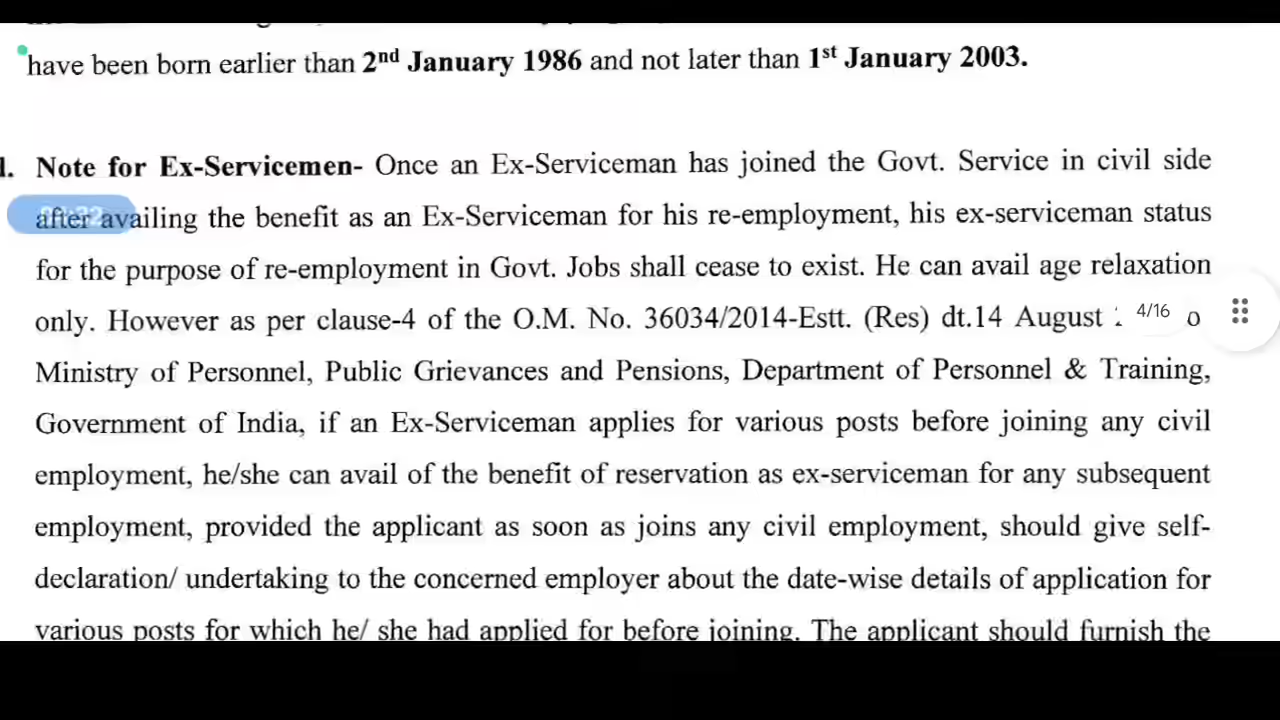 have been born earlier than 2nd January 1986 and not later than 1st January 2003.
Note for Ex-Servicemen- Once an Ex-Serviceman has joined the Govt. Service in civil side
after availing the benefit as an Ex-Serviceman for his re-employment, his ex-serviceman status
for the purpose of re-employment in Govt. Jobs shall cease to exist. He can avail age relaxation
only. However as per clause-4 of the O.M. No. 36034/2014-Estt. (Res) dt.14 August
4/16
Ministry of Personnel, Public Grievances and Pensions, Department of Personnel & Training,
Government of India, if an Ex-Serviceman applies for various posts before joining any civil
employment, he/she can avail of the benefit of reservation as ex-serviceman for any subsequent
employment, provided the applicant as soon as joins any civil employment, should give self-
declaration/ undertaking to the concerned employer about the date-wise details of application for
various posts for which he/ she had applied for before joining. The applicant should furnish the